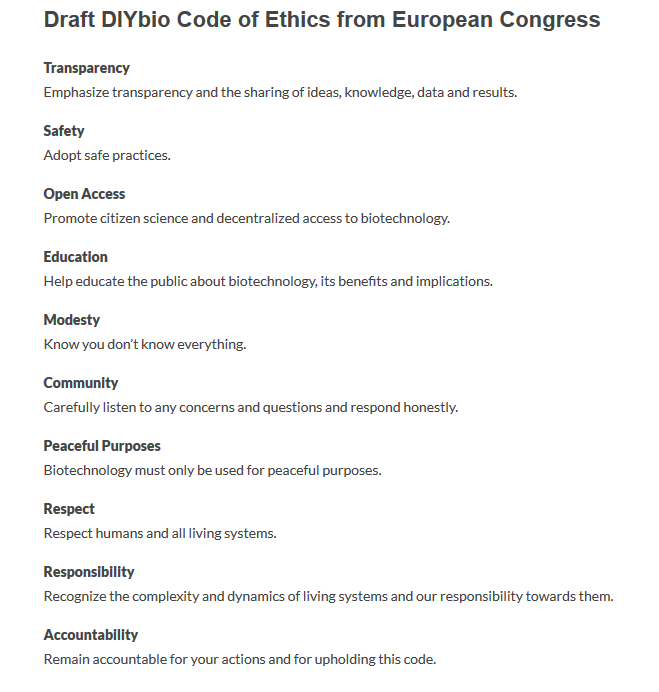 Draft DIYbio Code of Ethics from European Congress
Transparency
Emphasize transparency and the sharing of ideas, knowledge, data and results.
Safety
Adopt safe practices.
Open Access
Promote citizen science and decentralized access to biotechnology.
Education
Help educate the public about biotechnology, its benefits and implications.
Modesty
Know you don’t know everything.
Community
Carefully listen to any concerns and questions and respond honestly.
Peaceful Purposes
Biotechnology must only be used for peaceful purposes.
Respect
Respect humans and all living systems.
Responsibility
Recognize the complexity and dynamics of living systems and our responsibility towards them.
Accountability
Remain accountable for your actions and for upholding this code.